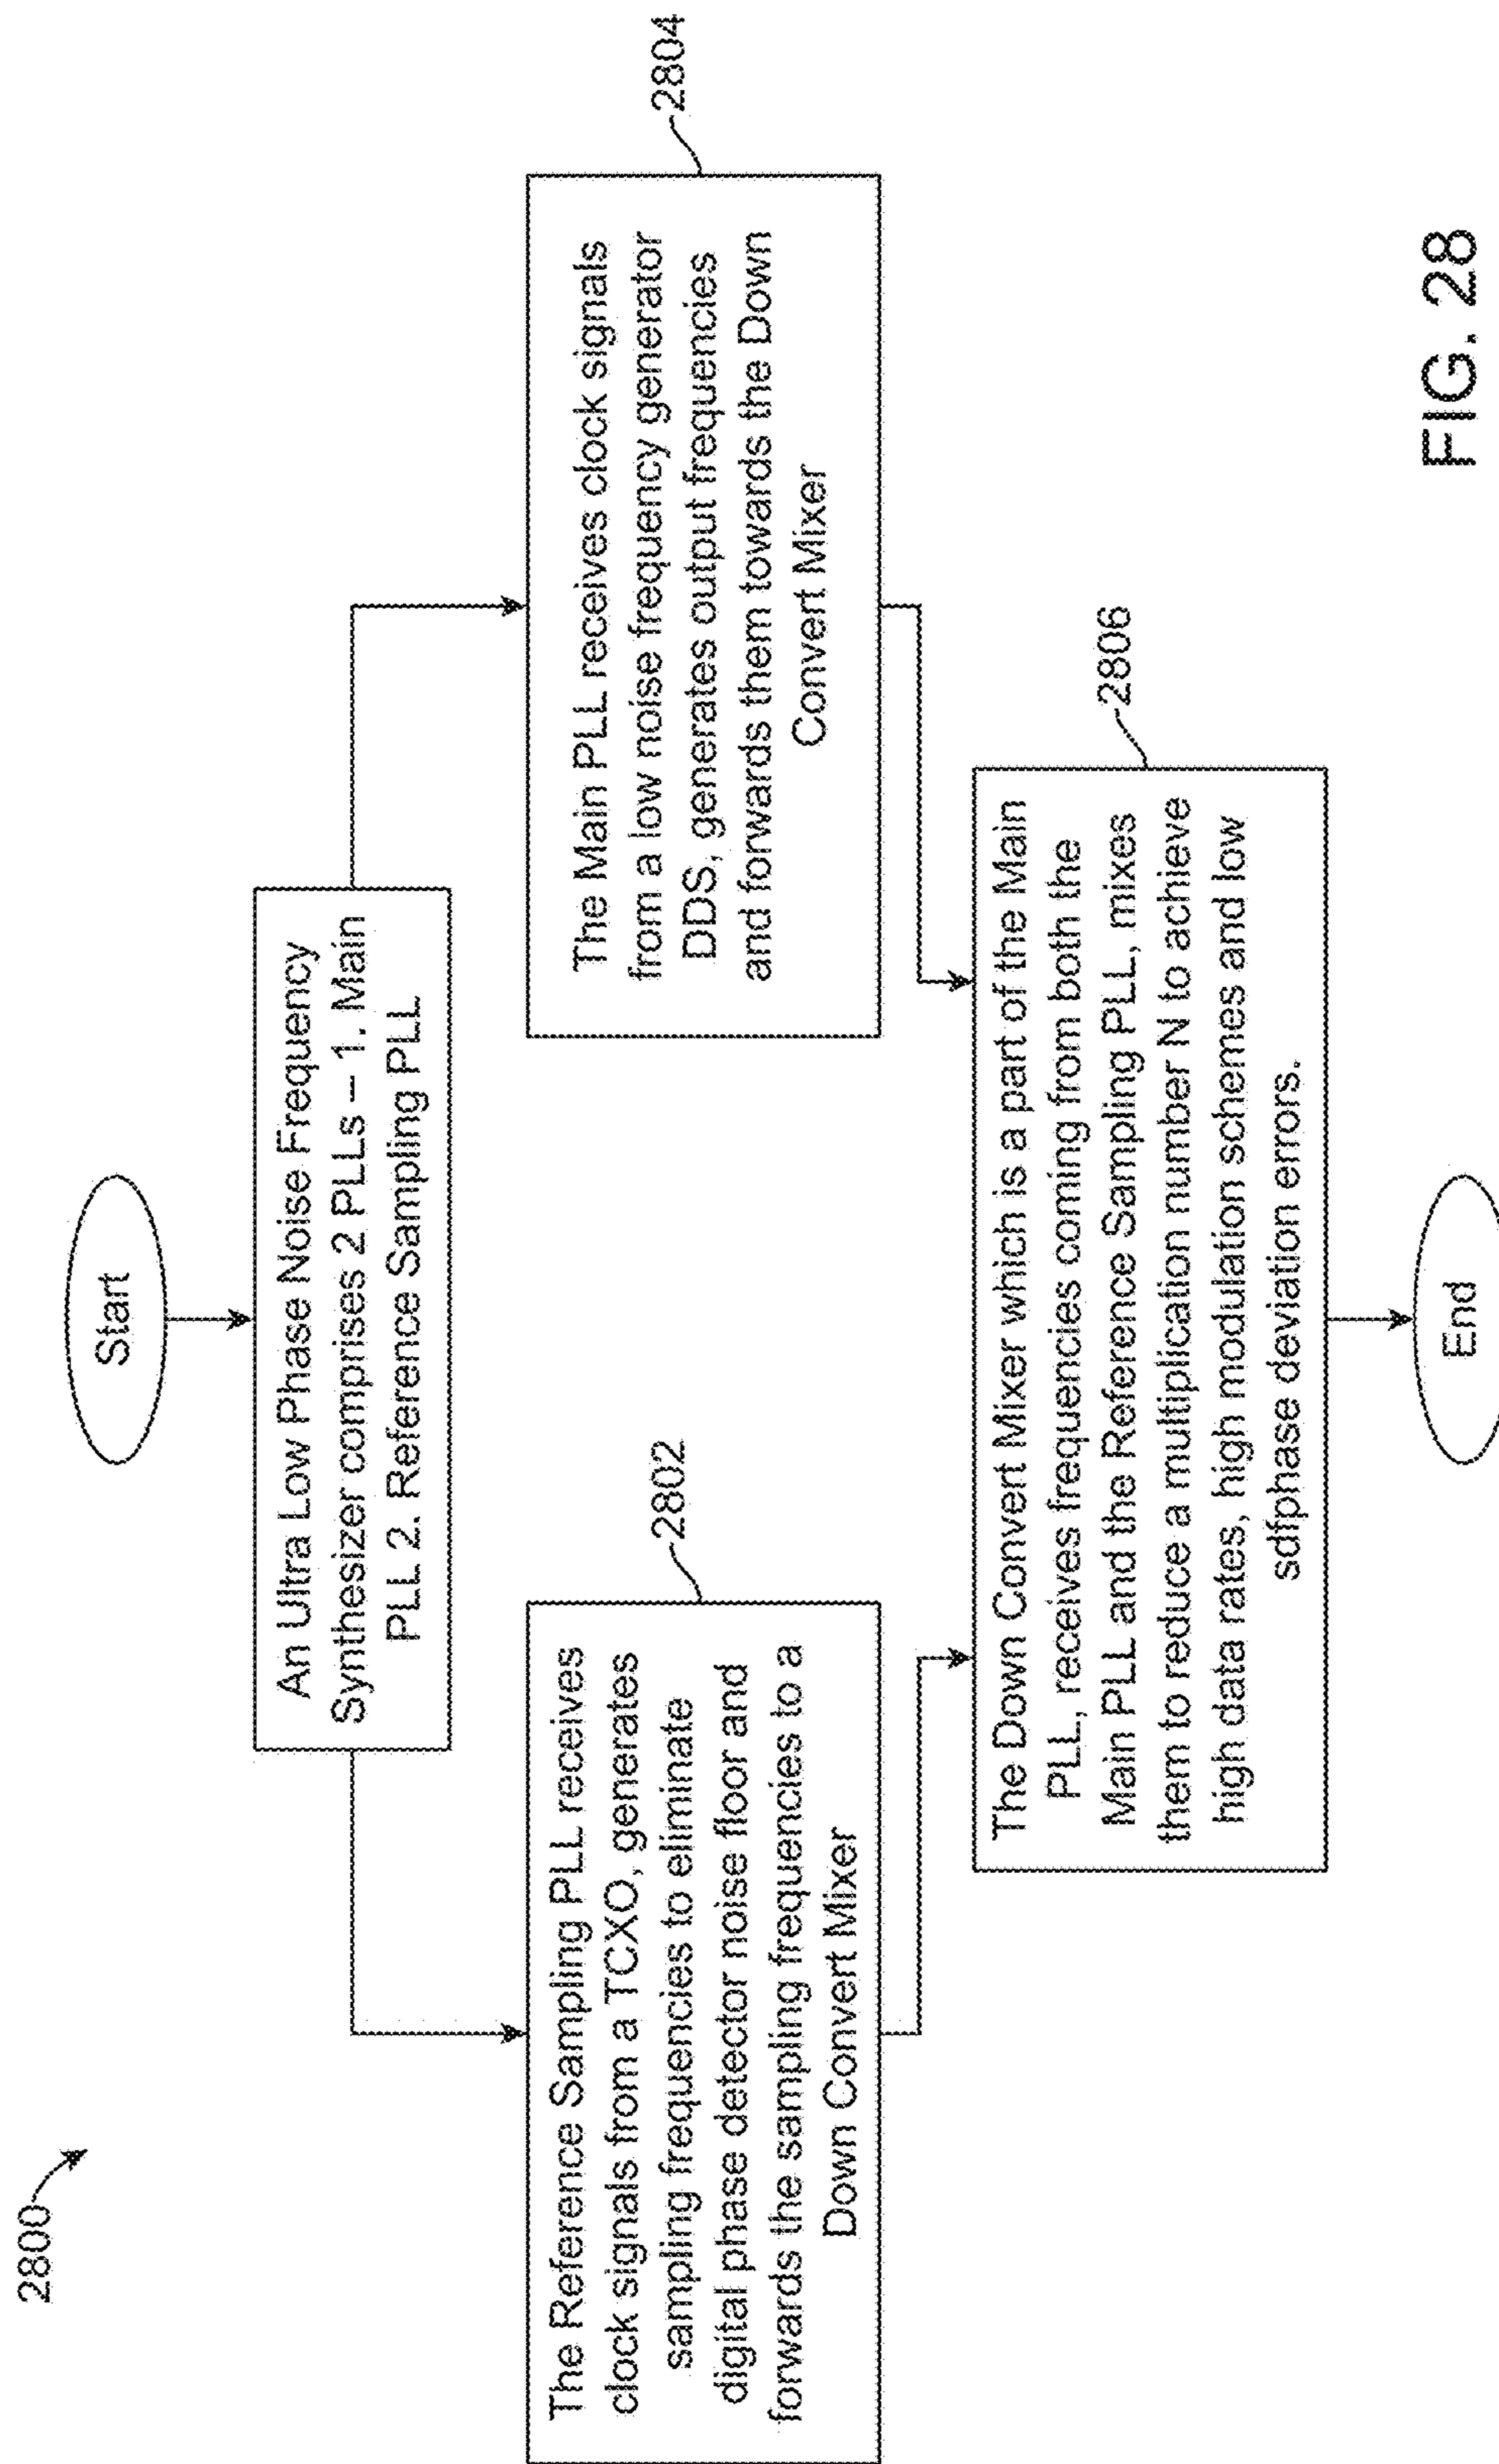 2800
Start
An Ultra Low Phase Noise Frequency
Synthesizer comprises 2 PLLs – 1. Main
PLL 2. Reference Sampling PLL
2802
The Reference Sampling PLL receives
clock signals from a TCXO, generates
sampling frequencies to eliminate
digital phase detector noise floor and
forwards the sampling frequencies to a
Down Convert Mixer
2804
The Main PLL receives clock signals
from a low noise frequency generator
DDS, generates output frequencies
and forwards them towards the Down
Convert Mixer
2806
The Down Convert Mixer which is a part of the Main
PLL, receives frequencies coming from both the
Main PLL and the Reference Sampling PLL, mixes
them to reduce a multiplication number N to achieve
high data rates, high modulation schemes and low
sdfphase deviation errors.
End
FIG. 28